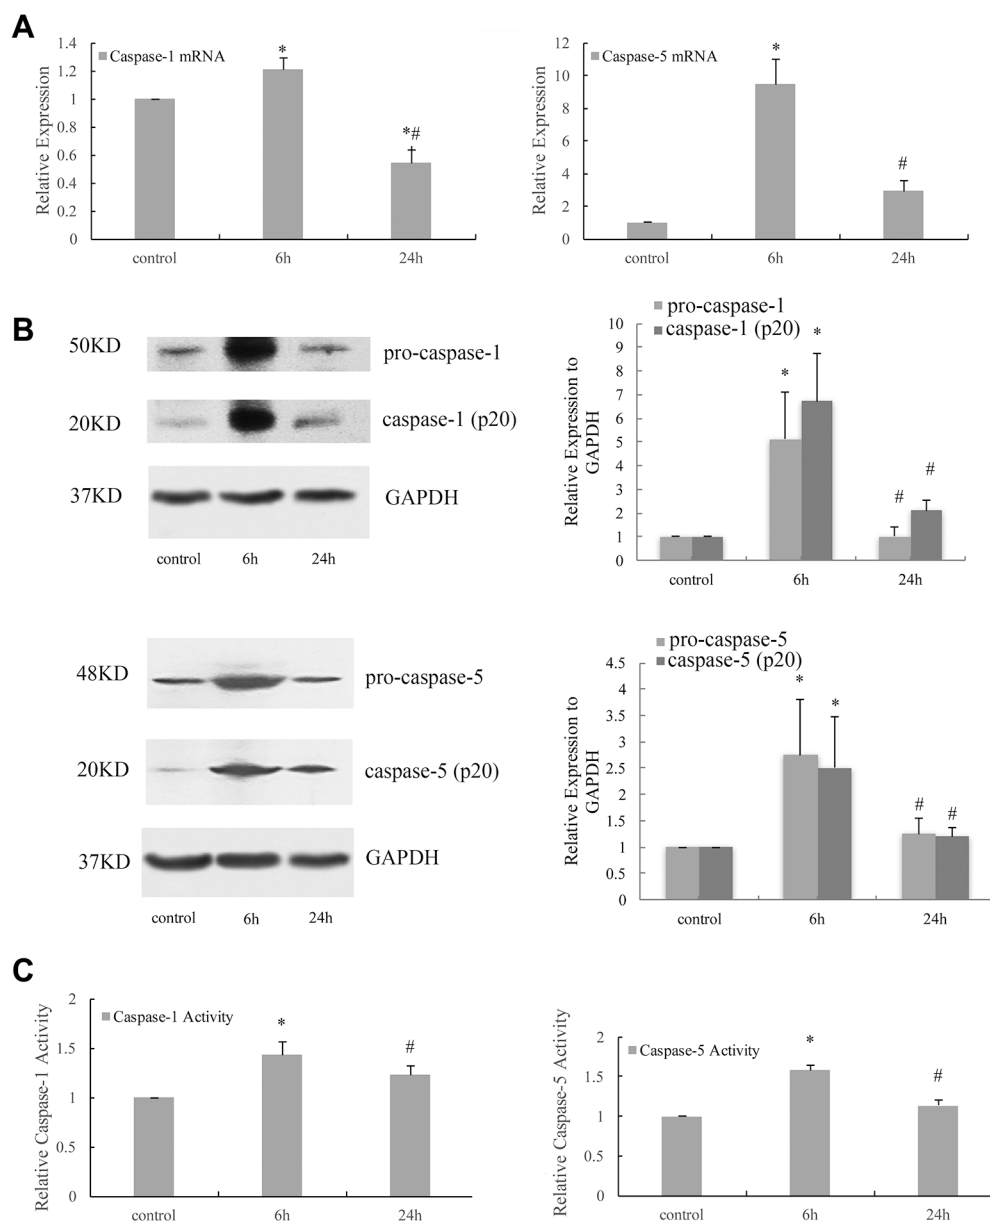 A
Relative Expression
1.4
1.2
1
0.8
0.6
0.4
0.2
0
Caspase-1 mRNA
*
*#
control 6h 24h
Relative Expression
12
10
8
6
4
2
0
Caspase-5 mRNA
*
#
control 6h 24h
B
50KD pro-caspase-1
20KD caspase-1 (p20)
37KD GAPDH
control 6h 24h
pro-caspase-1
caspase-1 (p20)
Relative Expression to
GAPDH
10
9
8
7
6
5
4
3
2
1
0
* *
# #
control 6h 24h
48KD pro-caspase-5
20KD caspase-5 (p20)
37KD GAPDH
control 6h 24h
pro-caspase-5
caspase-5 (p20)
Relative Expression to
GAPDH
4.5
4
3.5
3
2.5
2
1.5
1
0.5
0
* *
# #
control 6h 24h
C
Relative Caspase-1 Activity
2
1.5
1
0.5
0
Caspase-1 Activity
*
#
control 6h 24h
Relative Caspase-5 Activity
2
1.5
1
0.5
0
Caspase-5 Activity
*
#
control 6h 24h